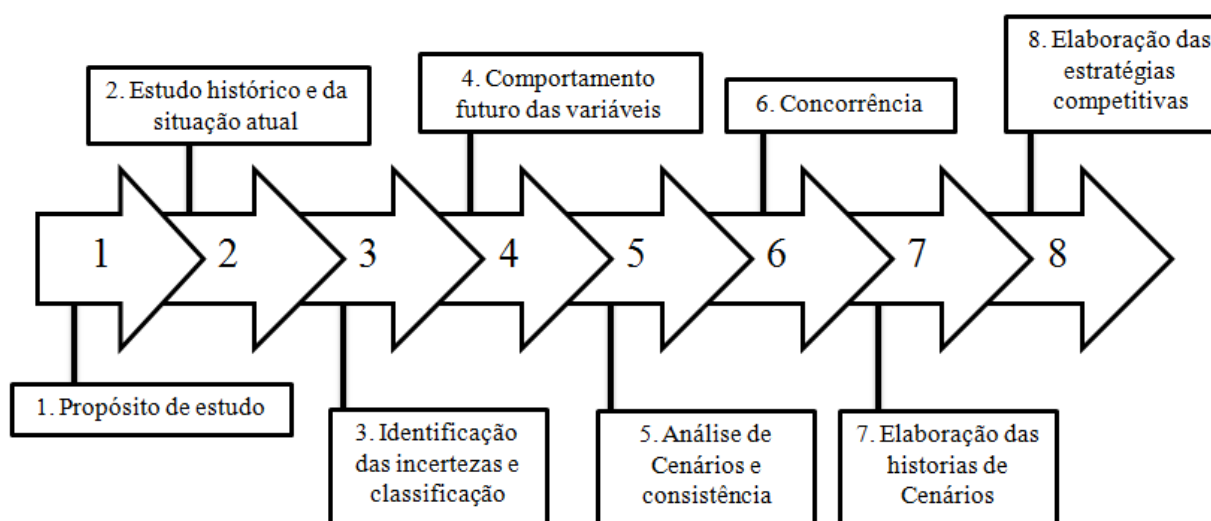 1. Propósito de estudo
2. Estudo histórico e da
situação atual
3. Identificação
das incertezas e
classificação
4. Comportamento
futuro das variáveis
5. Análise de
Cenários e
consistência
6. Concorrência
7. Elaboração das
historias de
Cenários
8. Elaboração das
estratégias
competitivas
1
2
3
4
5
6
7
8